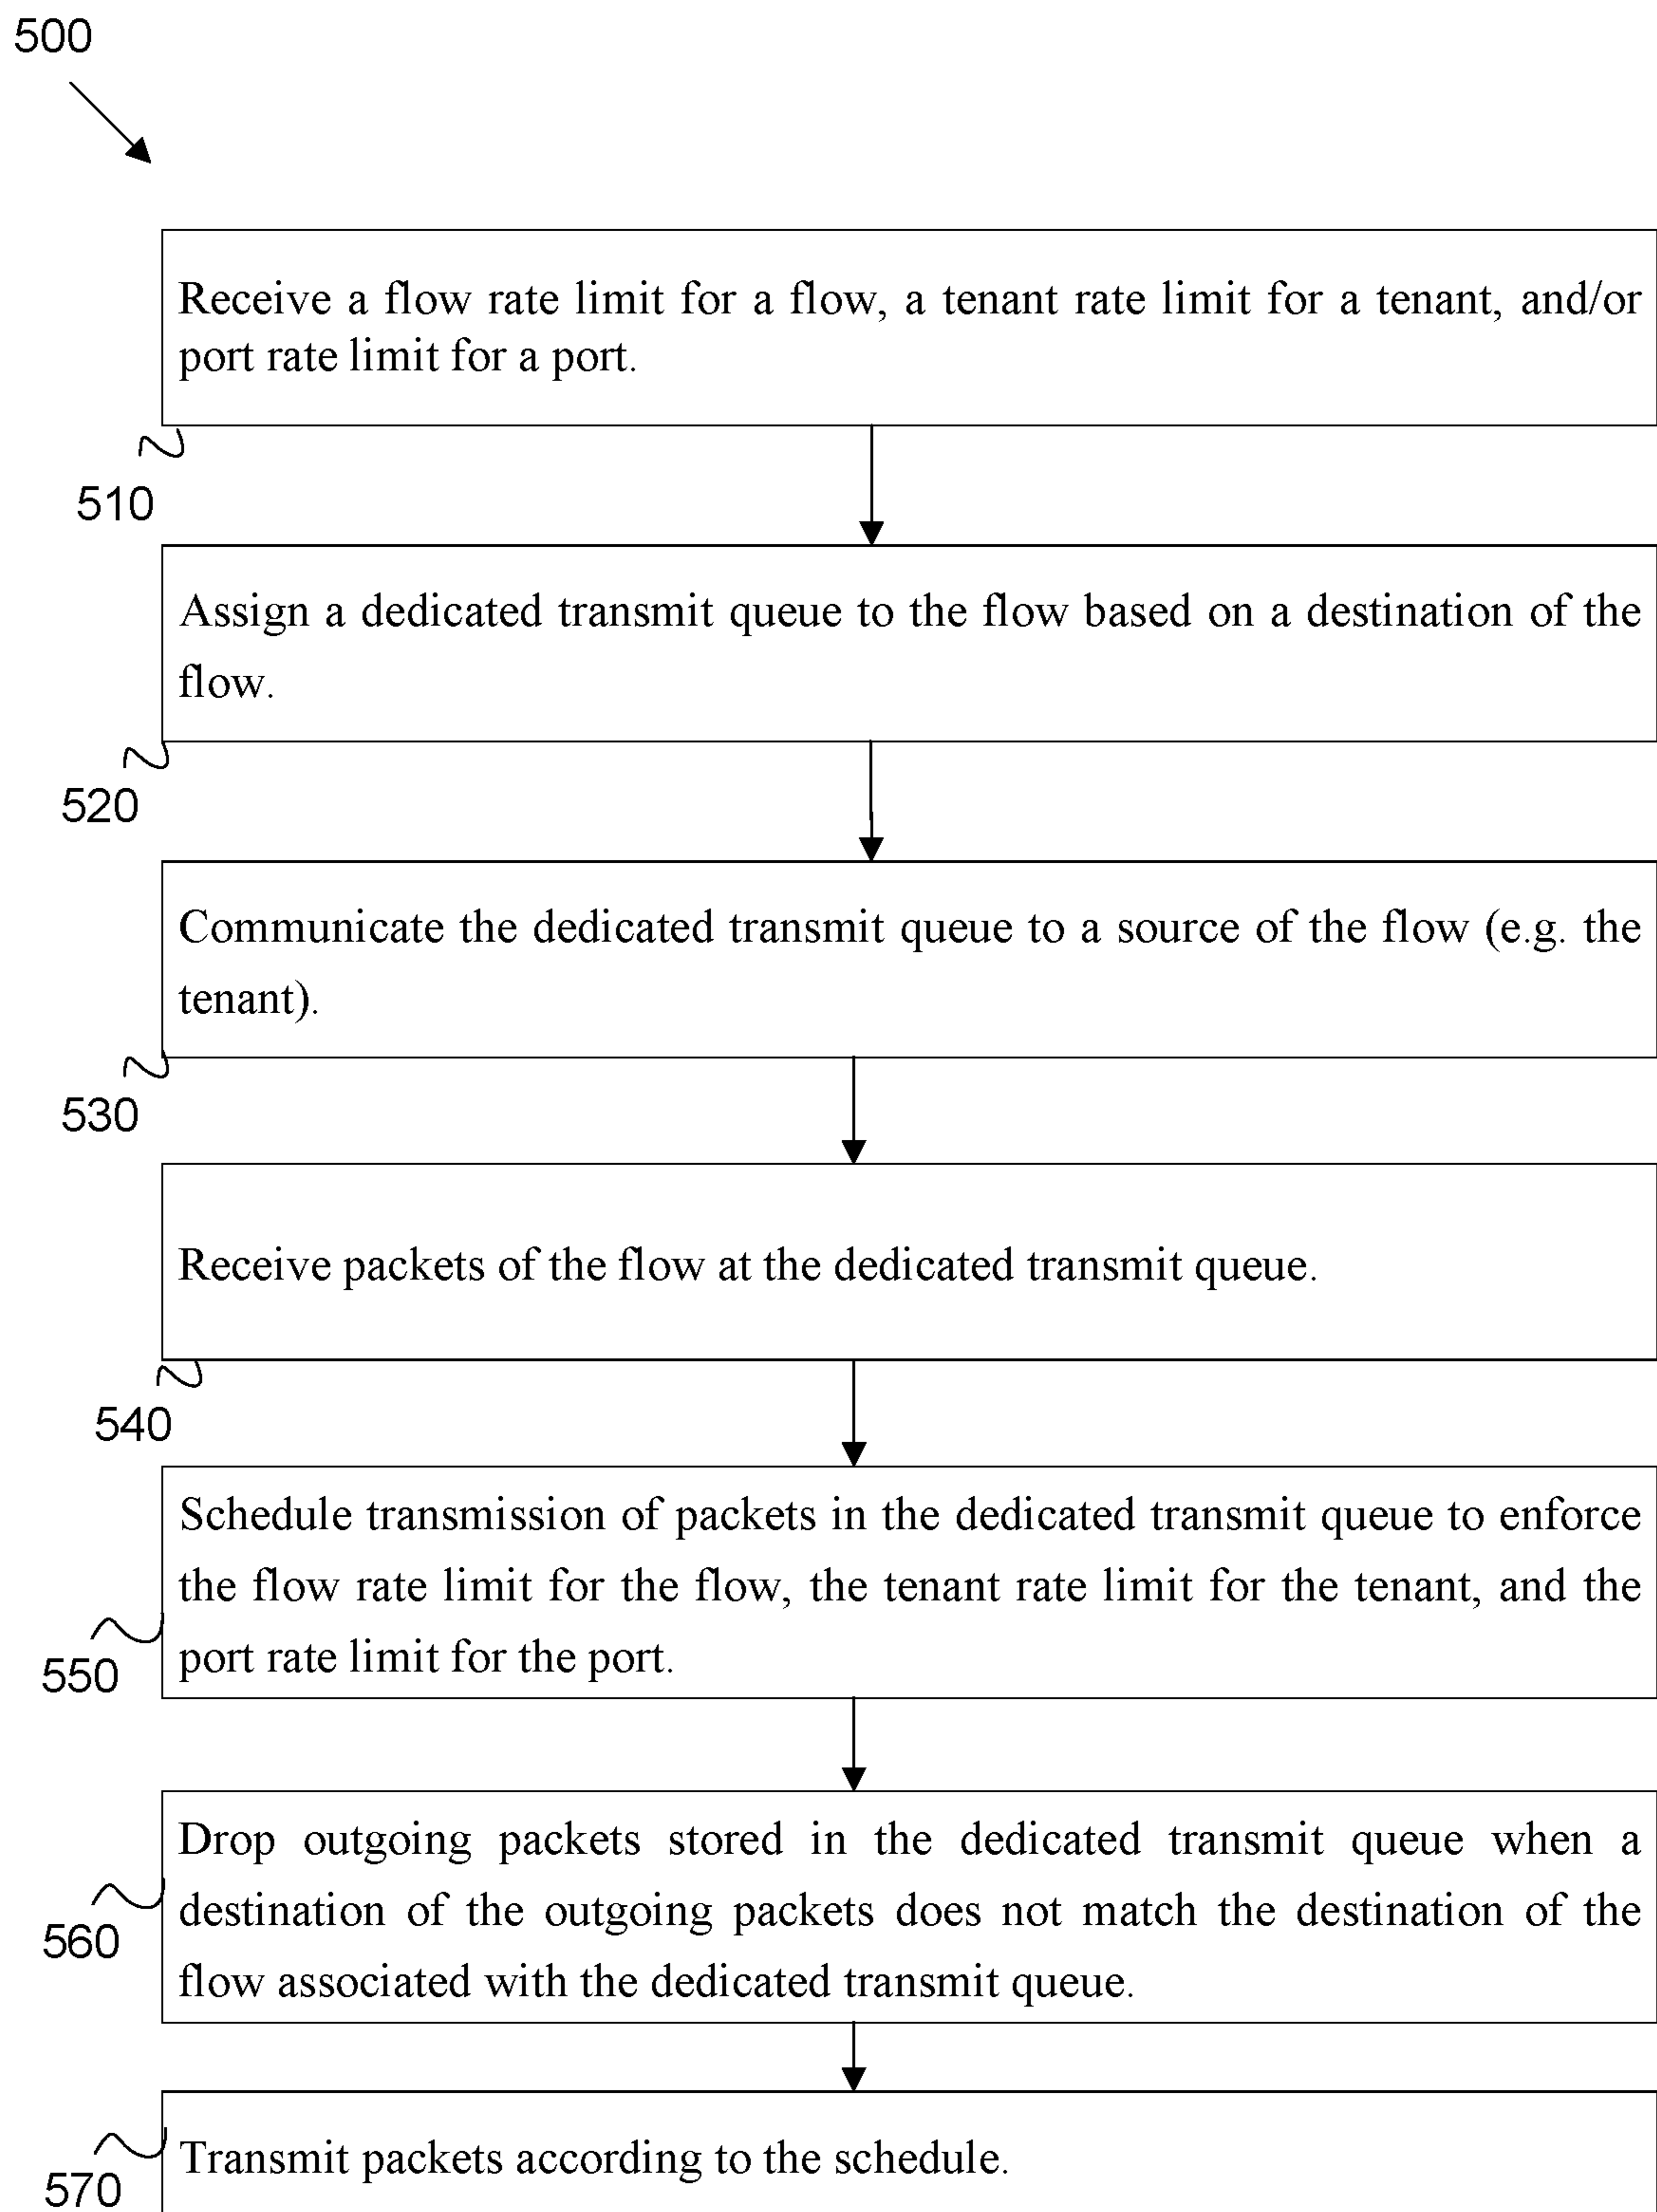 500
Receive a flow rate limit for a flow, a tenant rate limit for a tenant, and/or
port rate limit for a port.
510
Assign a dedicated transmit queue to the flow based on a destination of the
flow.
520
Communicate the dedicated transmit queue to a source of the flow (e.g. the
tenant).
530
Receive packets of the flow at the dedicated transmit queue.
540
Schedule transmission of packets in the dedicated transmit queue to enforce
the flow rate limit for the flow, the tenant rate limit for the tenant, and the
port rate limit for the port.
550
Drop outgoing packets stored in the dedicated transmit queue when a
destination of the outgoing packets does not match the destination of the
flow associated with the dedicated transmit queue.
560
Transmit packets according to the schedule.
570